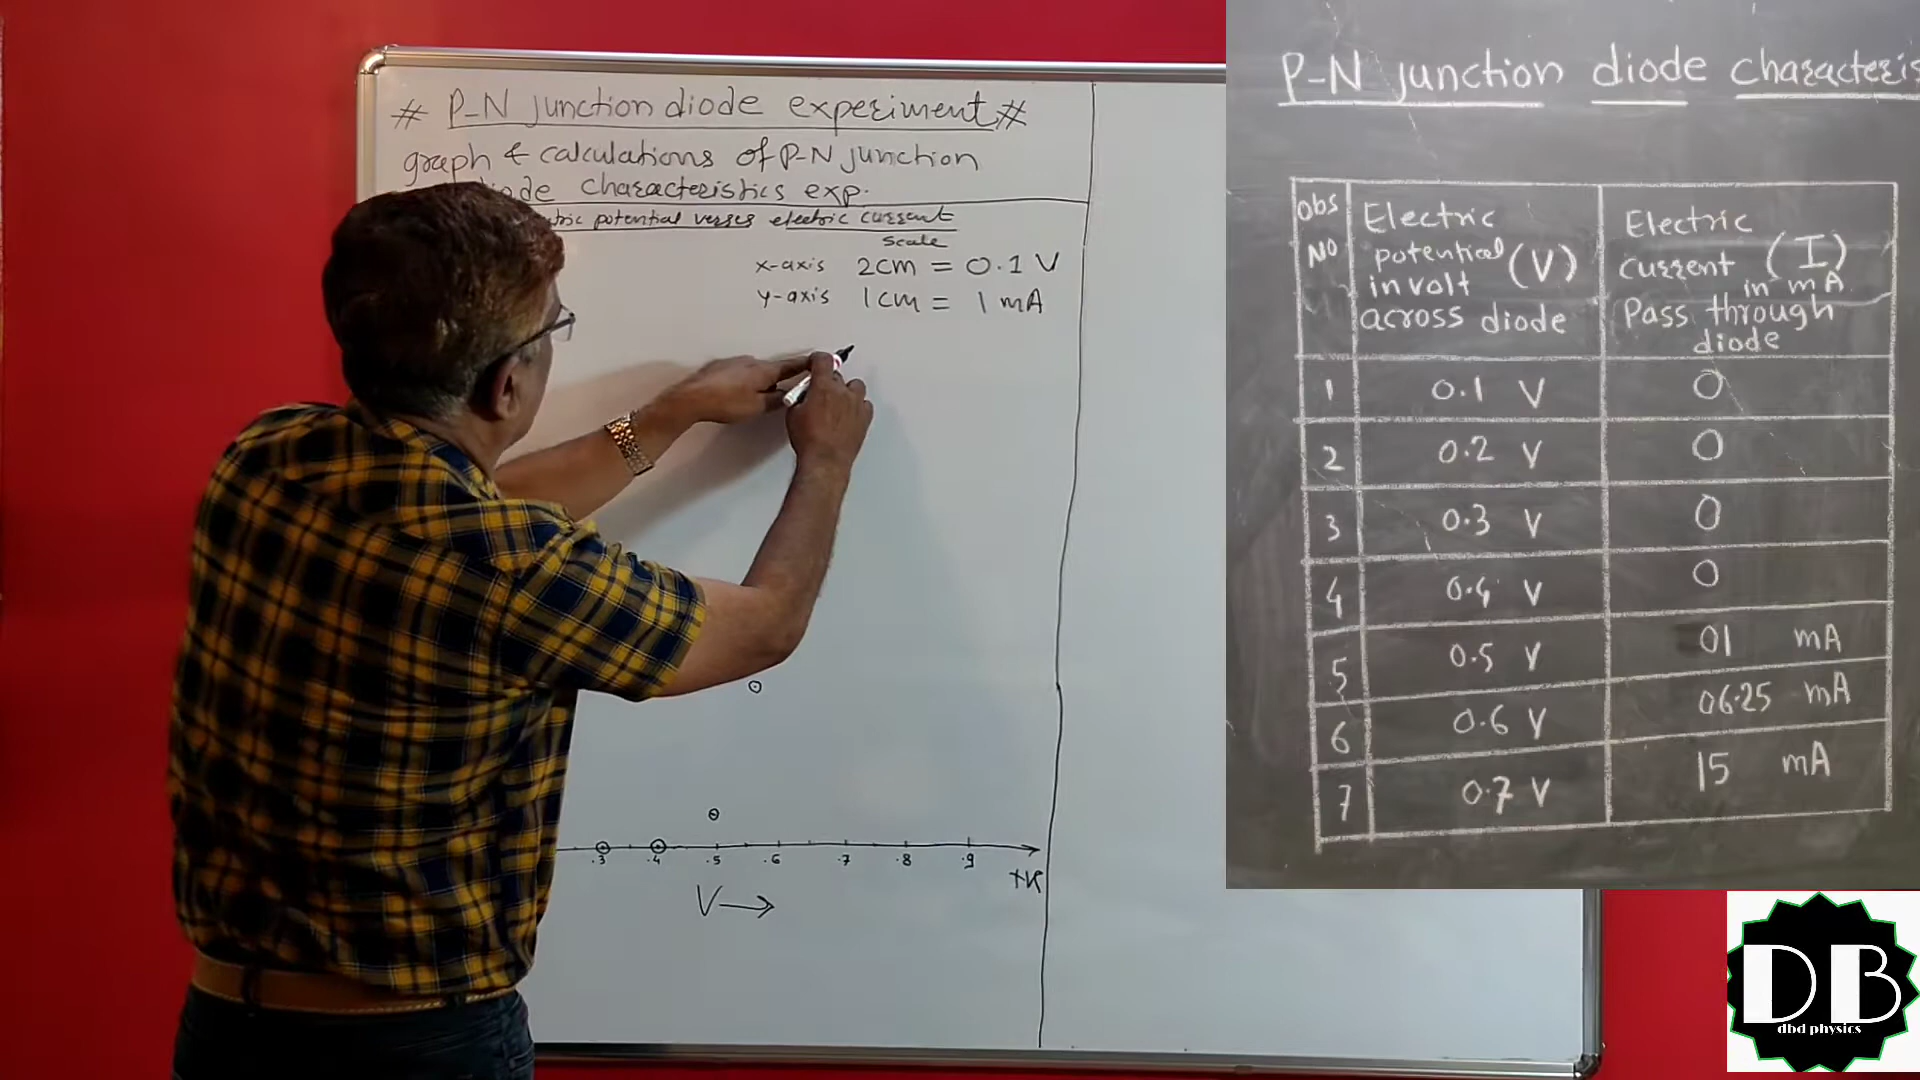 # P-N junction diode experiment #
graph & calculations of P-N junction
diode characteristics exp.
potential verses electric current
scale
x-axis 2cm = 0.1 V
y-axis 1cm = 1 mA
.3 .4 .5 .6 .7 .8 .9
V →
P-N junction diode characteris
Obs NO
Electric potential in volt (V) across diode
Electric current (I) in mA Pass through diode
1 0.1 V 0
2 0.2 V 0
3 0.3 V 0
4 0.4 V 0
5 0.5 V 01 mA
6 0.6 V 06.25 mA
7 0.7 V 15 mA
DB
dbd physics